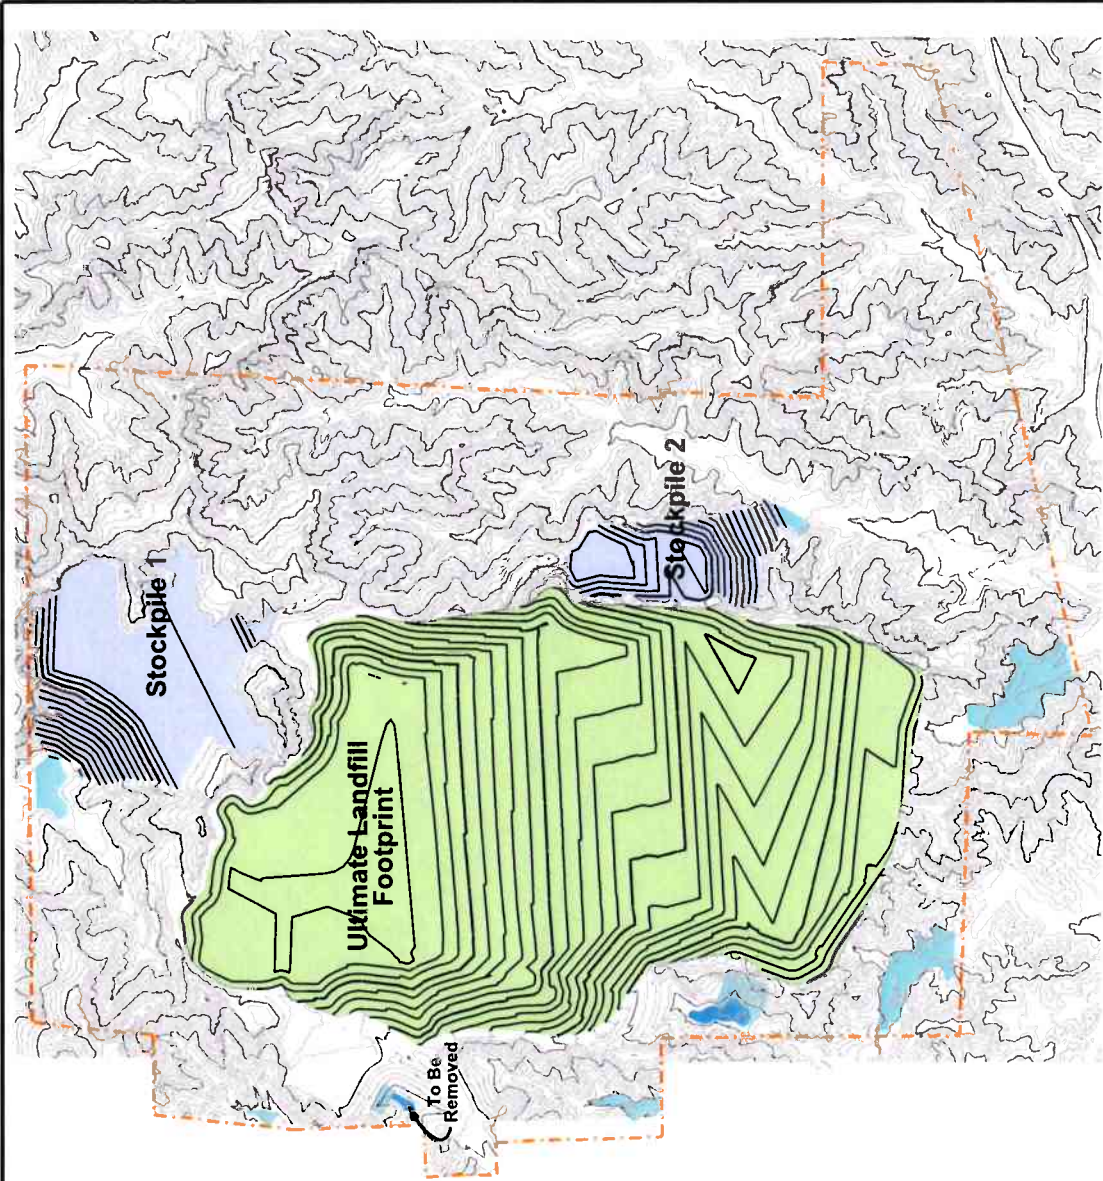 Stockpile 1
Stockpile 2
Ultimate Landfill
Footprint
To Be
Removed